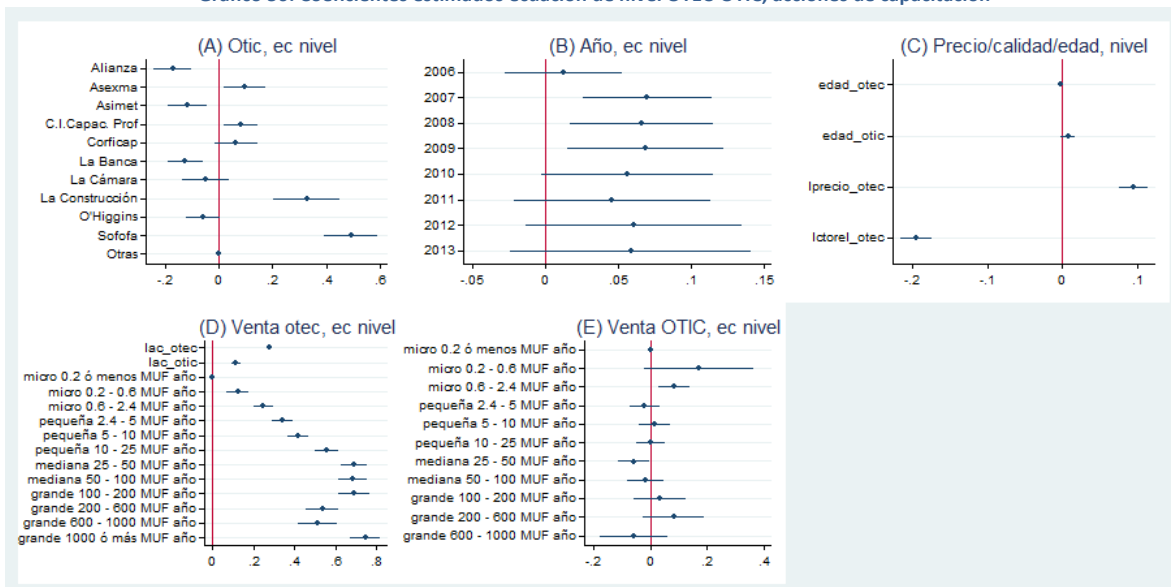 (A) Otic, ec nivel
Alianza
Asexma
Asimet
C.I.Capac. Prof
Corficap
La Banca
La Cámara
La Construcción
O'Higgins
Sofofa
Otras
-.2 0 .2 .4 .6
(B) Año, ec nivel
2006
2007
2008
2009
2010
2011
2012
2013
-.05 0 .05 .1 .15
(C) Precio/calidad/edad, nivel
edad_otec
edad_otic
lprecio_otec
lctorel_otec
-.2 -.1 0 .1
(D) Venta otec, ec nivel
lac_otec
lac_otic
micro 0.2 ó menos MUF año
micro 0.2 - 0.6 MUF año
micro 0.6 - 2.4 MUF año
pequeña 2.4 - 5 MUF año
pequeña 5 - 10 MUF año
pequeña 10 - 25 MUF año
mediana 25 - 50 MUF año
mediana 50 - 100 MUF año
grande 100 - 200 MUF año
grande 200 - 600 MUF año
grande 600 - 1000 MUF año
grande 1000 ó más MUF año
0 .2 .4 .6 .8
(E) Venta OTIC, ec nivel
micro 0.2 ó menos MUF año
micro 0.2 - 0.6 MUF año
micro 0.6 - 2.4 MUF año
pequeña 2.4 - 5 MUF año
pequeña 5 - 10 MUF año
pequeña 10 - 25 MUF año
mediana 25 - 50 MUF año
mediana 50 - 100 MUF año
grande 100 - 200 MUF año
grande 200 - 600 MUF año
grande 600 - 1000 MUF año
-.2 0 .2 .4